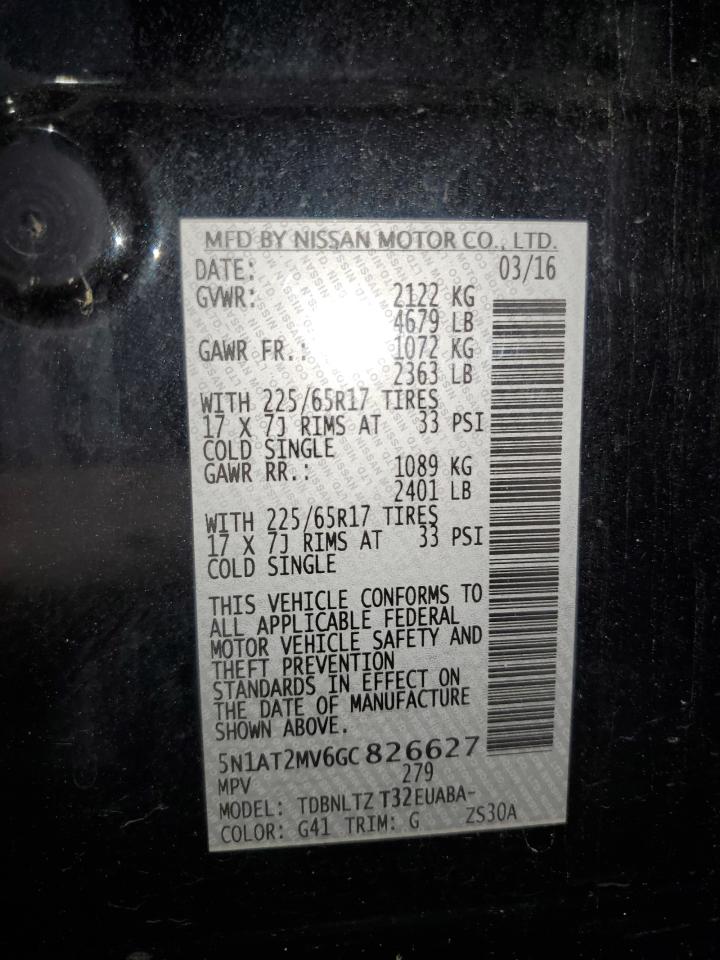 MFD BY NISSAN MOTOR CO., LTD.
DATE: 03/16
GVWR: 2122 KG
4679 LB
GAWR FR.: 1072 KG
2363 LB
WITH 225/65R17 TIRES
17 X 7J RIMS AT 33 PSI
COLD SINGLE
GAWR RR.: 1089 KG
2401 LB
WITH 225/65R17 TIRES
17 X 7J RIMS AT 33 PSI
COLD SINGLE
THIS VEHICLE CONFORMS TO
ALL APPLICABLE FEDERAL
MOTOR VEHICLE SAFETY AND
THEFT PREVENTION
STANDARDS IN EFFECT ON
THE DATE OF MANUFACTURE
SHOWN ABOVE.
5N1AT2MV6GC826627
MPV 279
MODEL: TDBNLTZ T32EUABA-
COLOR: G41 TRIM: G ZS30A